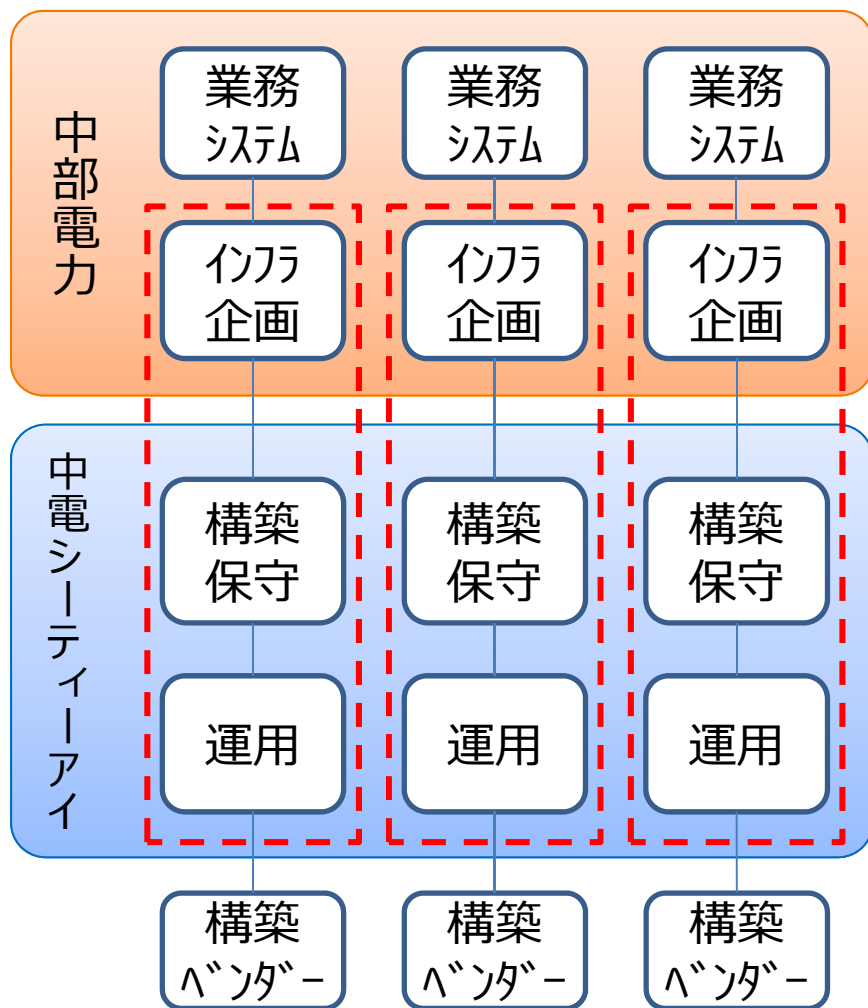 中部電力
業務
ｼｽﾃﾑ
業務
ｼｽﾃﾑ
業務
ｼｽﾃﾑ
ｲﾝﾌﾗ
企画
ｲﾝﾌﾗ
企画
ｲﾝﾌﾗ
企画
中電シーティーアイ
構築
保守
構築
保守
構築
保守
運用
運用
運用
構築
ﾍﾞﾝﾀﾞｰ
構築
ﾍﾞﾝﾀﾞｰ
構築
ﾍﾞﾝﾀﾞｰ